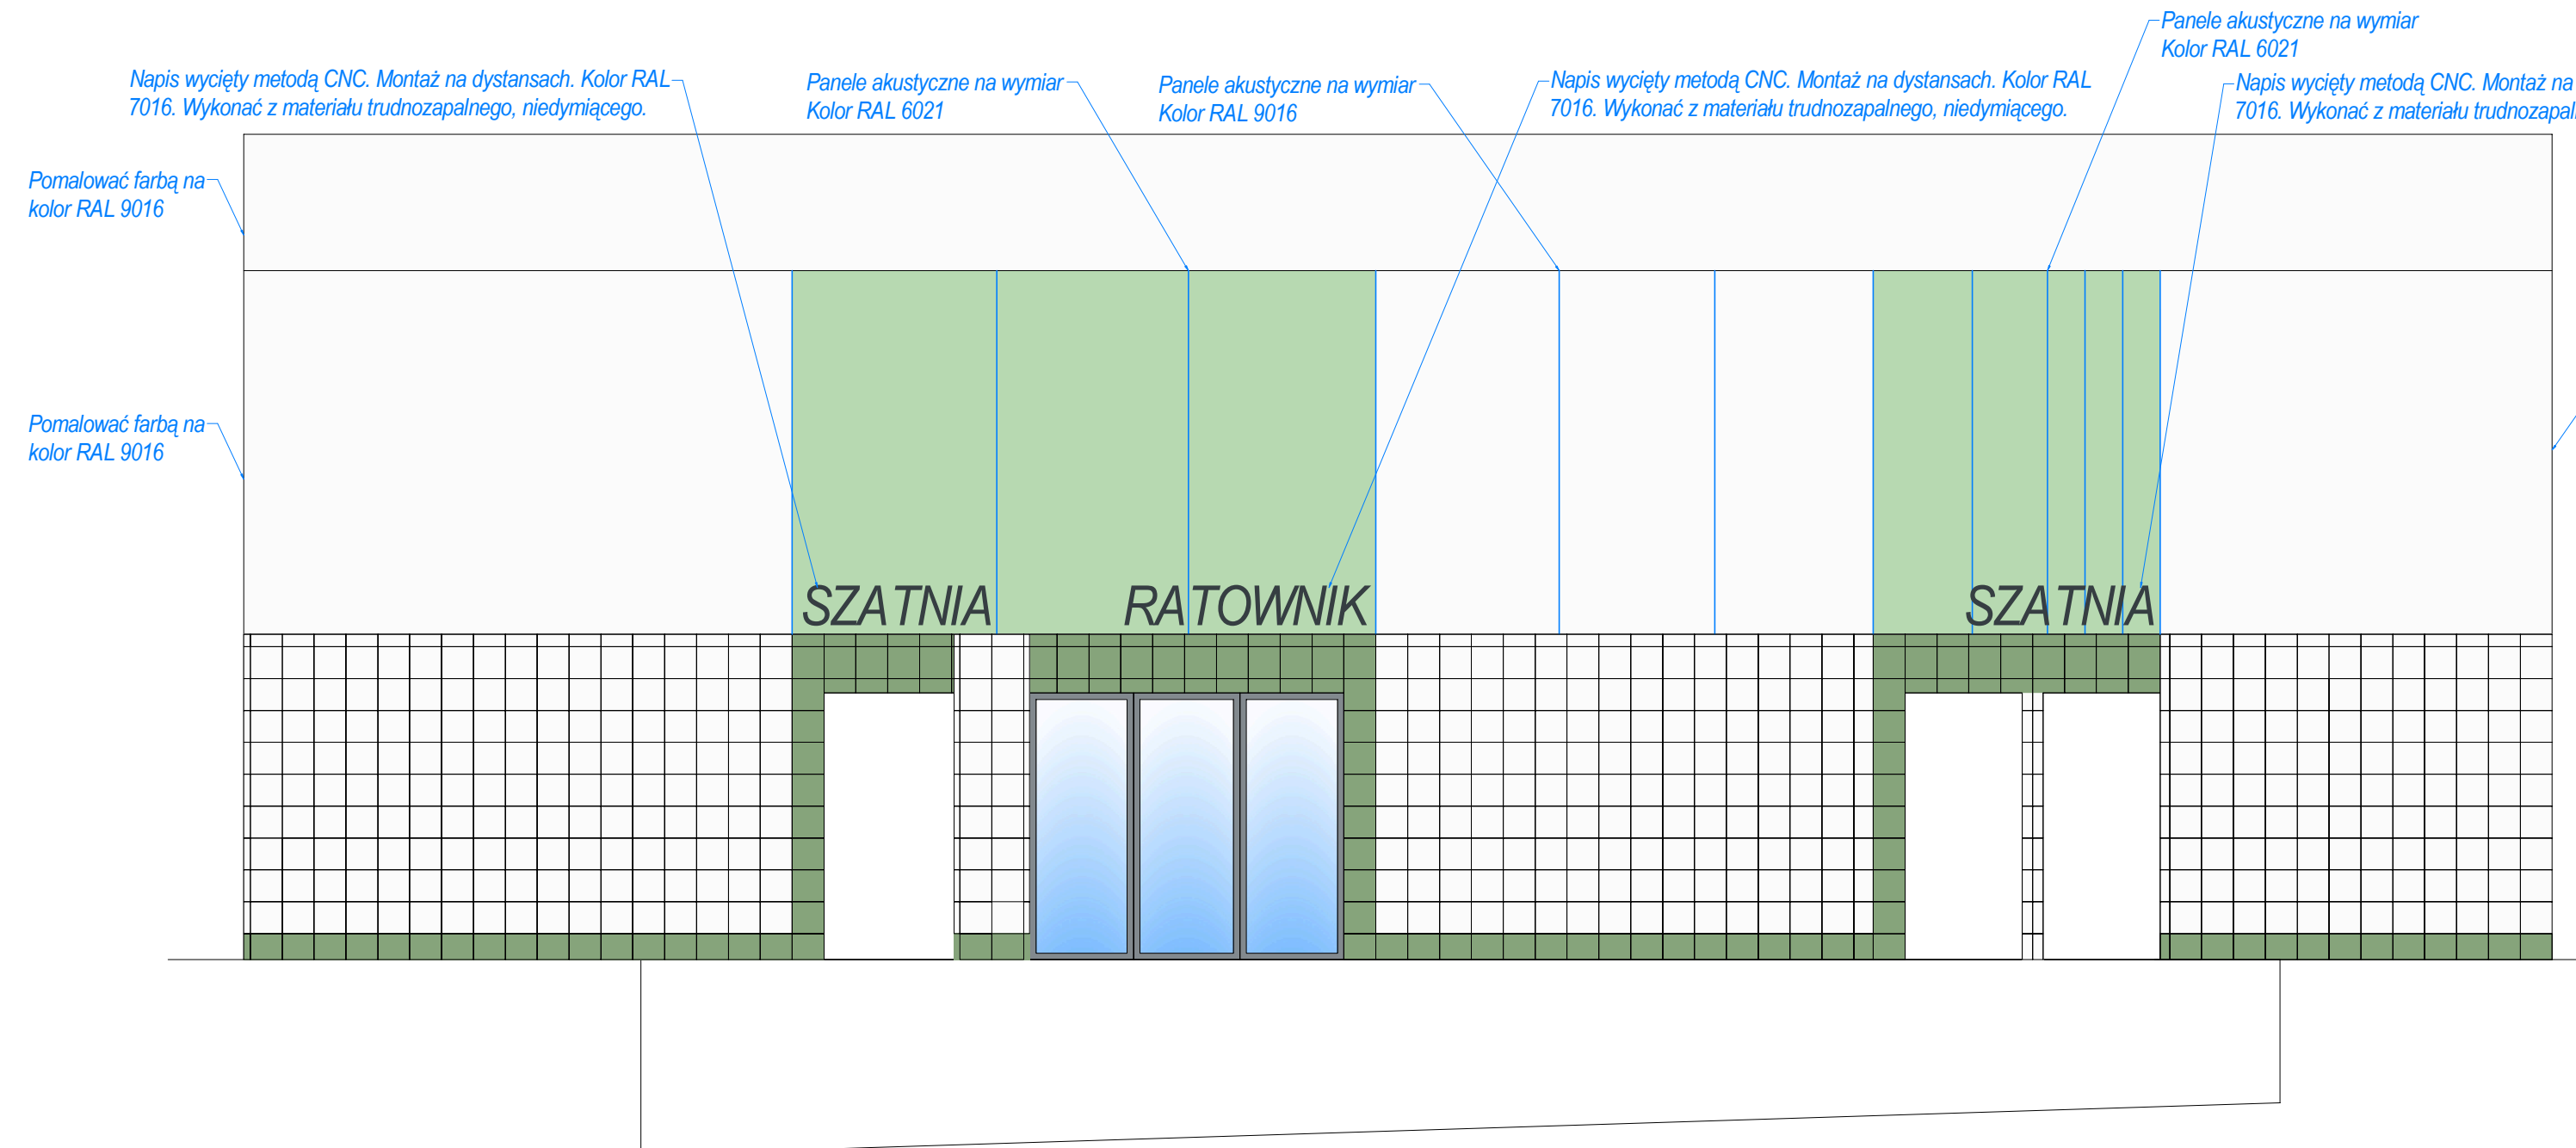 Panele akustyczne na wymiar
Kolor RAL 6021
Napis wycięty metodą CNC. Montaż na dystansach. Kolor RAL
7016. Wykonać z materiału trudnozapalnego, niedymiącego.
Panele akustyczne na wymiar
Kolor RAL 6021
Panele akustyczne na wymiar
Kolor RAL 9016
Napis wycięty metodą CNC. Montaż na dystansach. Kolor RAL
7016. Wykonać z materiału trudnozapalnego, niedymiącego.
Napis wycięty metodą CNC. Montaż na
7016. Wykonać z materiału
Pomalować farbą na
kolor RAL 9016
Pomalować farbą na
kolor RAL 9016
SZATNIA
RATOWNIK
SZATNIA